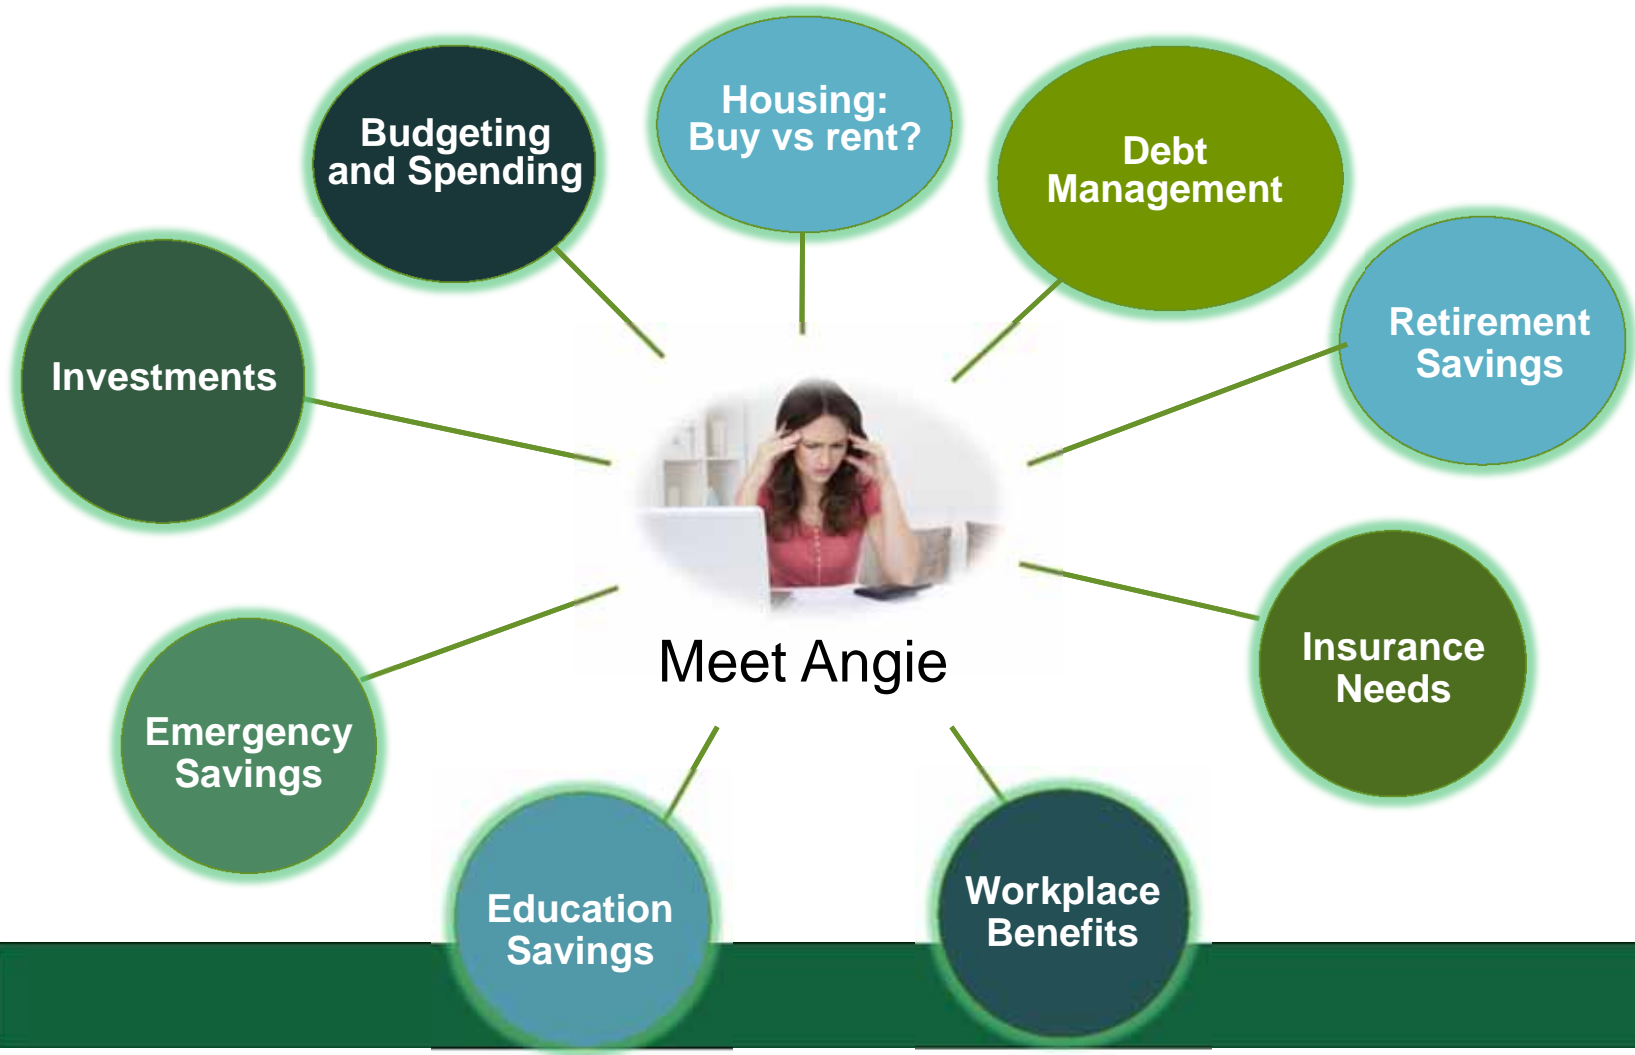 Housing:
Buy vs rent?
Budgeting
and Spending
Debt
Management
Retirement
Savings
Investments
Meet Angie
Insurance
Needs
Emergency
Savings
Education
Savings
Workplace
Benefits